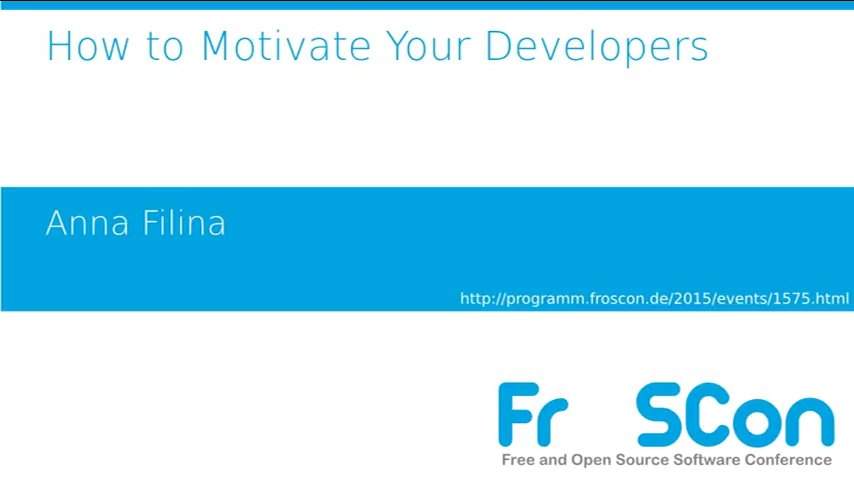 How to Motivate Your Developers
Anna Filina
http://programm.froscon.de/2015/events/1575.html
Fr SCon
Free and Open Source Software Conference